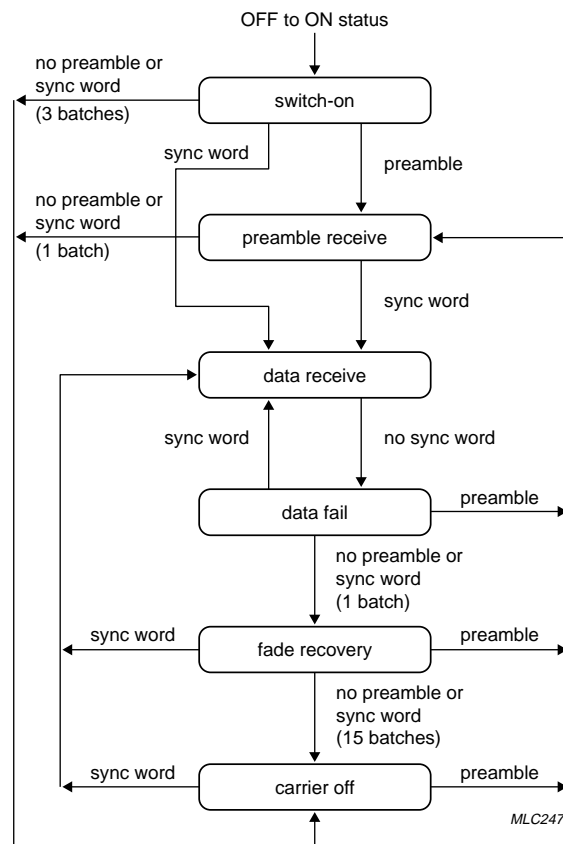 OFF to ON status
no preamble or
sync word
(3 batches)
switch-on
sync word
preamble
no preamble or
sync word
(1 batch)
preamble receive
sync word
data receive
sync word
no sync word
data fail
preamble
no preamble or
sync word
(1 batch)
sync word
fade recovery
preamble
no preamble or
sync word
(15 batches)
sync word
carrier off
preamble
MLC247